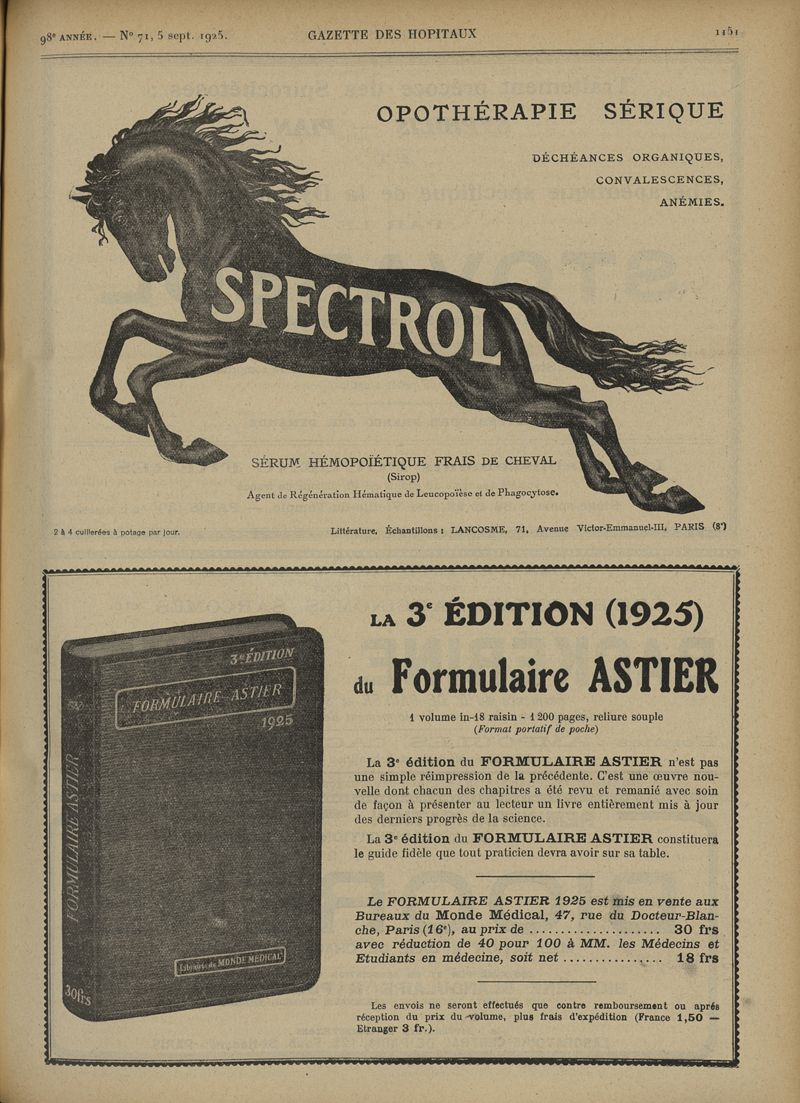 98e ANNÉE. — No 71, 5 sept. 1925. GAZETTE DES HOPITAUX 1151
OPOTHÉRAPIE SÉRIQUE
DÉCHÉANCES ORGANIQUES,
CONVALESCENCES,
ANÉMIES.
SPECTROL
SÉRUM HÉMOPOÏÉTIQUE FRAIS DE CHEVAL
(Sirop)
Agent de Régénération Hématique de Leucopoïèse et de Phagocytose.
2 à 4 cuillerées à potage par jour.
Littérature, Échantillons : LANCOSME, 71, Avenue Victor-Emmanuel-III, PARIS (8e)
3e ÉDITION
FORMULAIRE ASTIER
1925
FORMULAIRE ASTIER
Librairie du MONDE MÉDICAL
30frs
LA 3e ÉDITION (1925)
du Formulaire ASTIER
1 volume in-18 raisin - 1 200 pages, reliure souple
(Format portatif de poche)
La 3e édition du FORMULAIRE ASTIER n'est pas
une simple réimpression de la précédente. C'est une œuvre nou-
velle dont chacun des chapitres a été revu et remanié avec soin
de façon à présenter au lecteur un livre entièrement mis à jour
des derniers progrès de la science.
La 3e édition du FORMULAIRE ASTIER constituera
le guide fidèle que tout praticien devra avoir sur sa table.
Le FORMULAIRE ASTIER 1925 est mis en vente aux
Bureaux du Monde Médical, 47, rue du Docteur-Blan-
che, Paris (16e), au prix de ..................... 30 frs
avec réduction de 40 pour 100 à MM. les Médecins et
Etudiants en médecine, soit net ................ 18 frs
Les envois ne seront effectués que contre remboursement ou après
réception du prix du volume, plus frais d'expédition (France 1,50 —
Etranger 3 fr.).